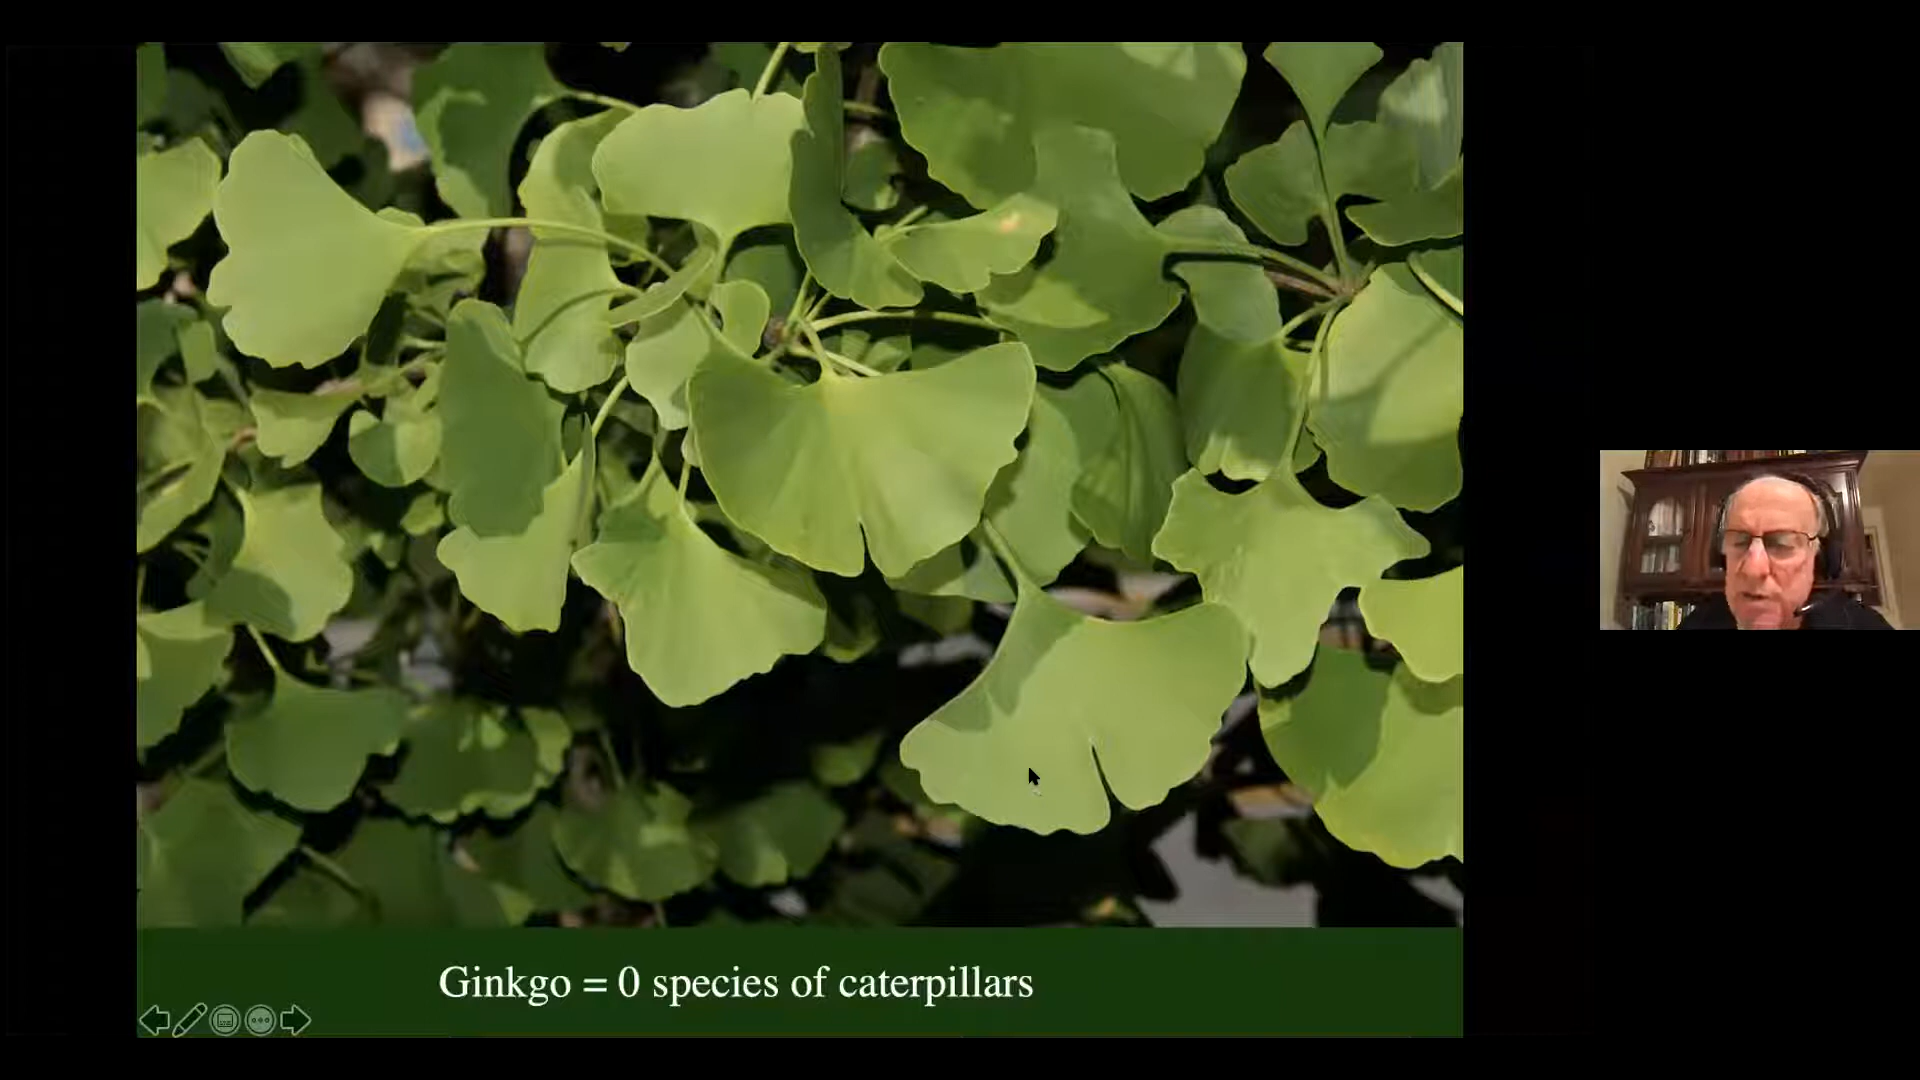 Ginkgo = 0 species of caterpillars